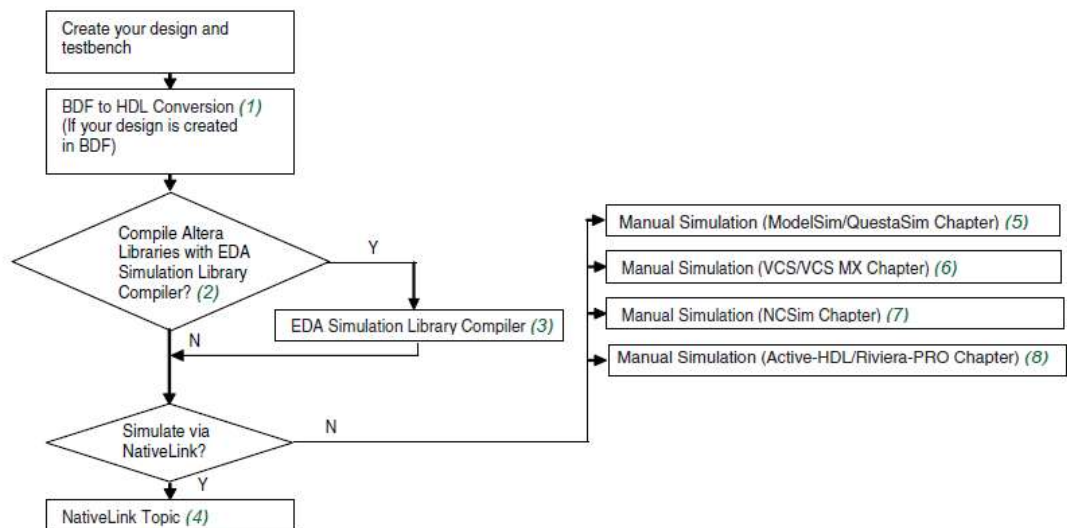 Create your design and
testbench
BDF to HDL Conversion (1)
(If your design is created
in BDF)
Compile Altera
Libraries with EDA
Simulation Library
Compiler? (2)
Y
EDA Simulation Library Compiler (3)
N
Simulate via
NativeLink?
N
Y
NativeLink Topic (4)
Manual Simulation (ModelSim/QuestaSim Chapter) (5)
Manual Simulation (VCS/VCS MX Chapter) (6)
Manual Simulation (NCSim Chapter) (7)
Manual Simulation (Active-HDL/Riviera-PRO Chapter) (8)